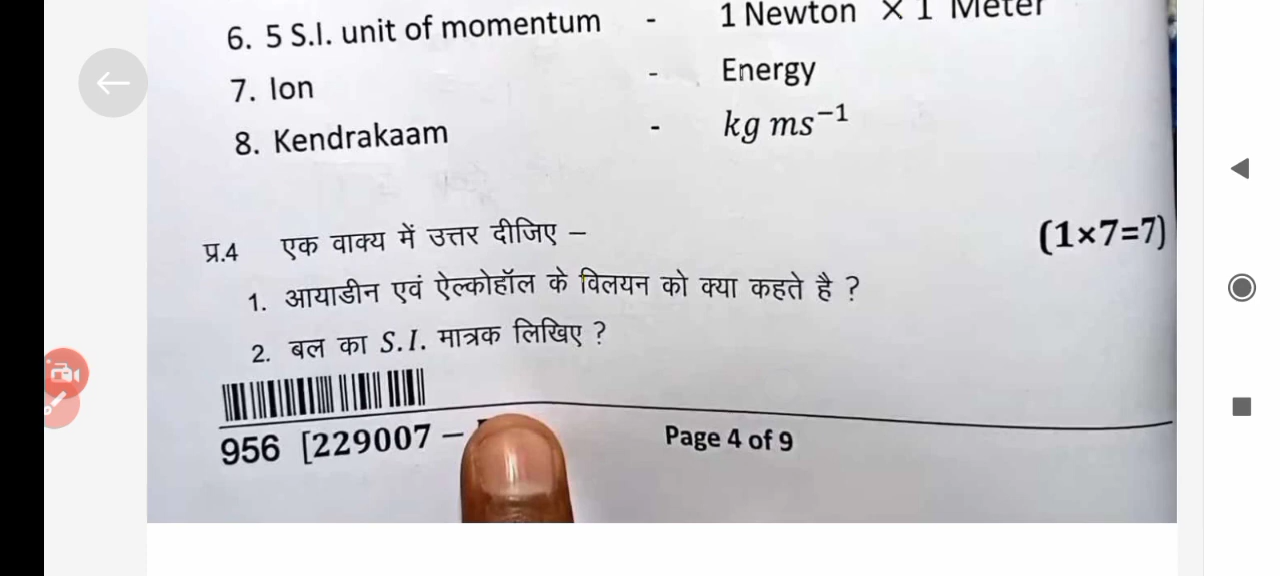 6. 5 S.I. unit of momentum - 1 Newton × 1 Meter
7. Ion - Energy
8. Kendrakaam - kg ms⁻¹
प्र.4 एक वाक्य में उत्तर दीजिए – (1×7=7)
1. आयाडीन एवं ऐल्कोहॉल के विलयन को क्या कहते है ?
2. बल का S.I. मात्रक लिखिए ?
956 [229007 – Page 4 of 9